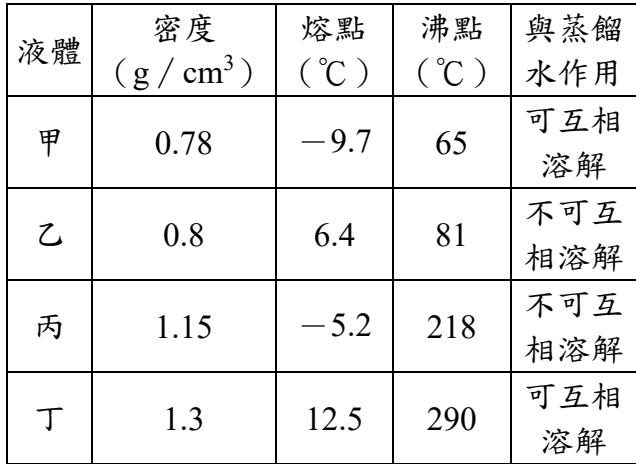 液體 密度（g／cm³） 熔點（℃） 沸點（℃） 與蒸餾水作用
甲 0.78 －9.7 65 可互相溶解
乙 0.8 6.4 81 不可互相溶解
丙 1.15 －5.2 218 不可互相溶解
丁 1.3 12.5 290 可互相溶解